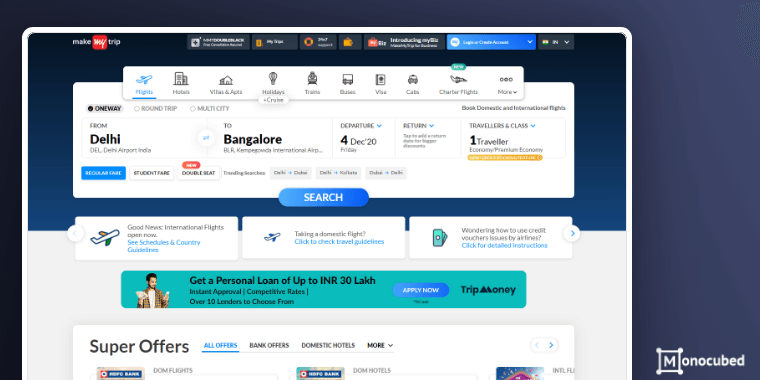 make my trip
MMTDOUBLEBLACK
My Trips
24x7
support
myBiz
Introducing myBiz
MakeMyTrip for Business
Login or Create Account
IN
Flights
Hotels
Villas & Apts
Holidays
+Cruise
Trains
Buses
Visa
Cabs
New
Charter Flights
More
ONEWAY
ROUND TRIP
MULTI CITY
Book Domestic and International flights
FROM
Delhi
DEL, Delhi Airport India
TO
Bangalore
BLR, Kempegowda International Airp...
DEPARTURE
4 Dec'20
Friday
RETURN
Tap to add a return
date for bigger
discounts
TRAVELLERS & CLASS
1 Traveller
Economy/Premium Economy
REGULAR FARE
STUDENT FARE
NEW
DOUBLE SEAT
Trending Searches:
Delhi → Dubai
Delhi → Kolkata
Dubai → Delhi
SEARCH
Good News: International Flights
open now.
See Schedules & Country
Guidelines
Taking a domestic flight?
Click to check travel guidelines
Wondering how to use credit
vouchers issues by airlines?
Click for detailed instructions
Get a Personal Loan of Up to INR 30 Lakh
Instant Approval | Competitive Rates |
Over 10 Lenders to Choose From
APPLY NOW
TripMoney
Super Offers
ALL OFFERS
BANK OFFERS
DOMESTIC HOTELS
MORE
HDFC BANK
DOM FLIGHTS
HDFC BANK
DOM HOTELS
INTL FL
Monocubed